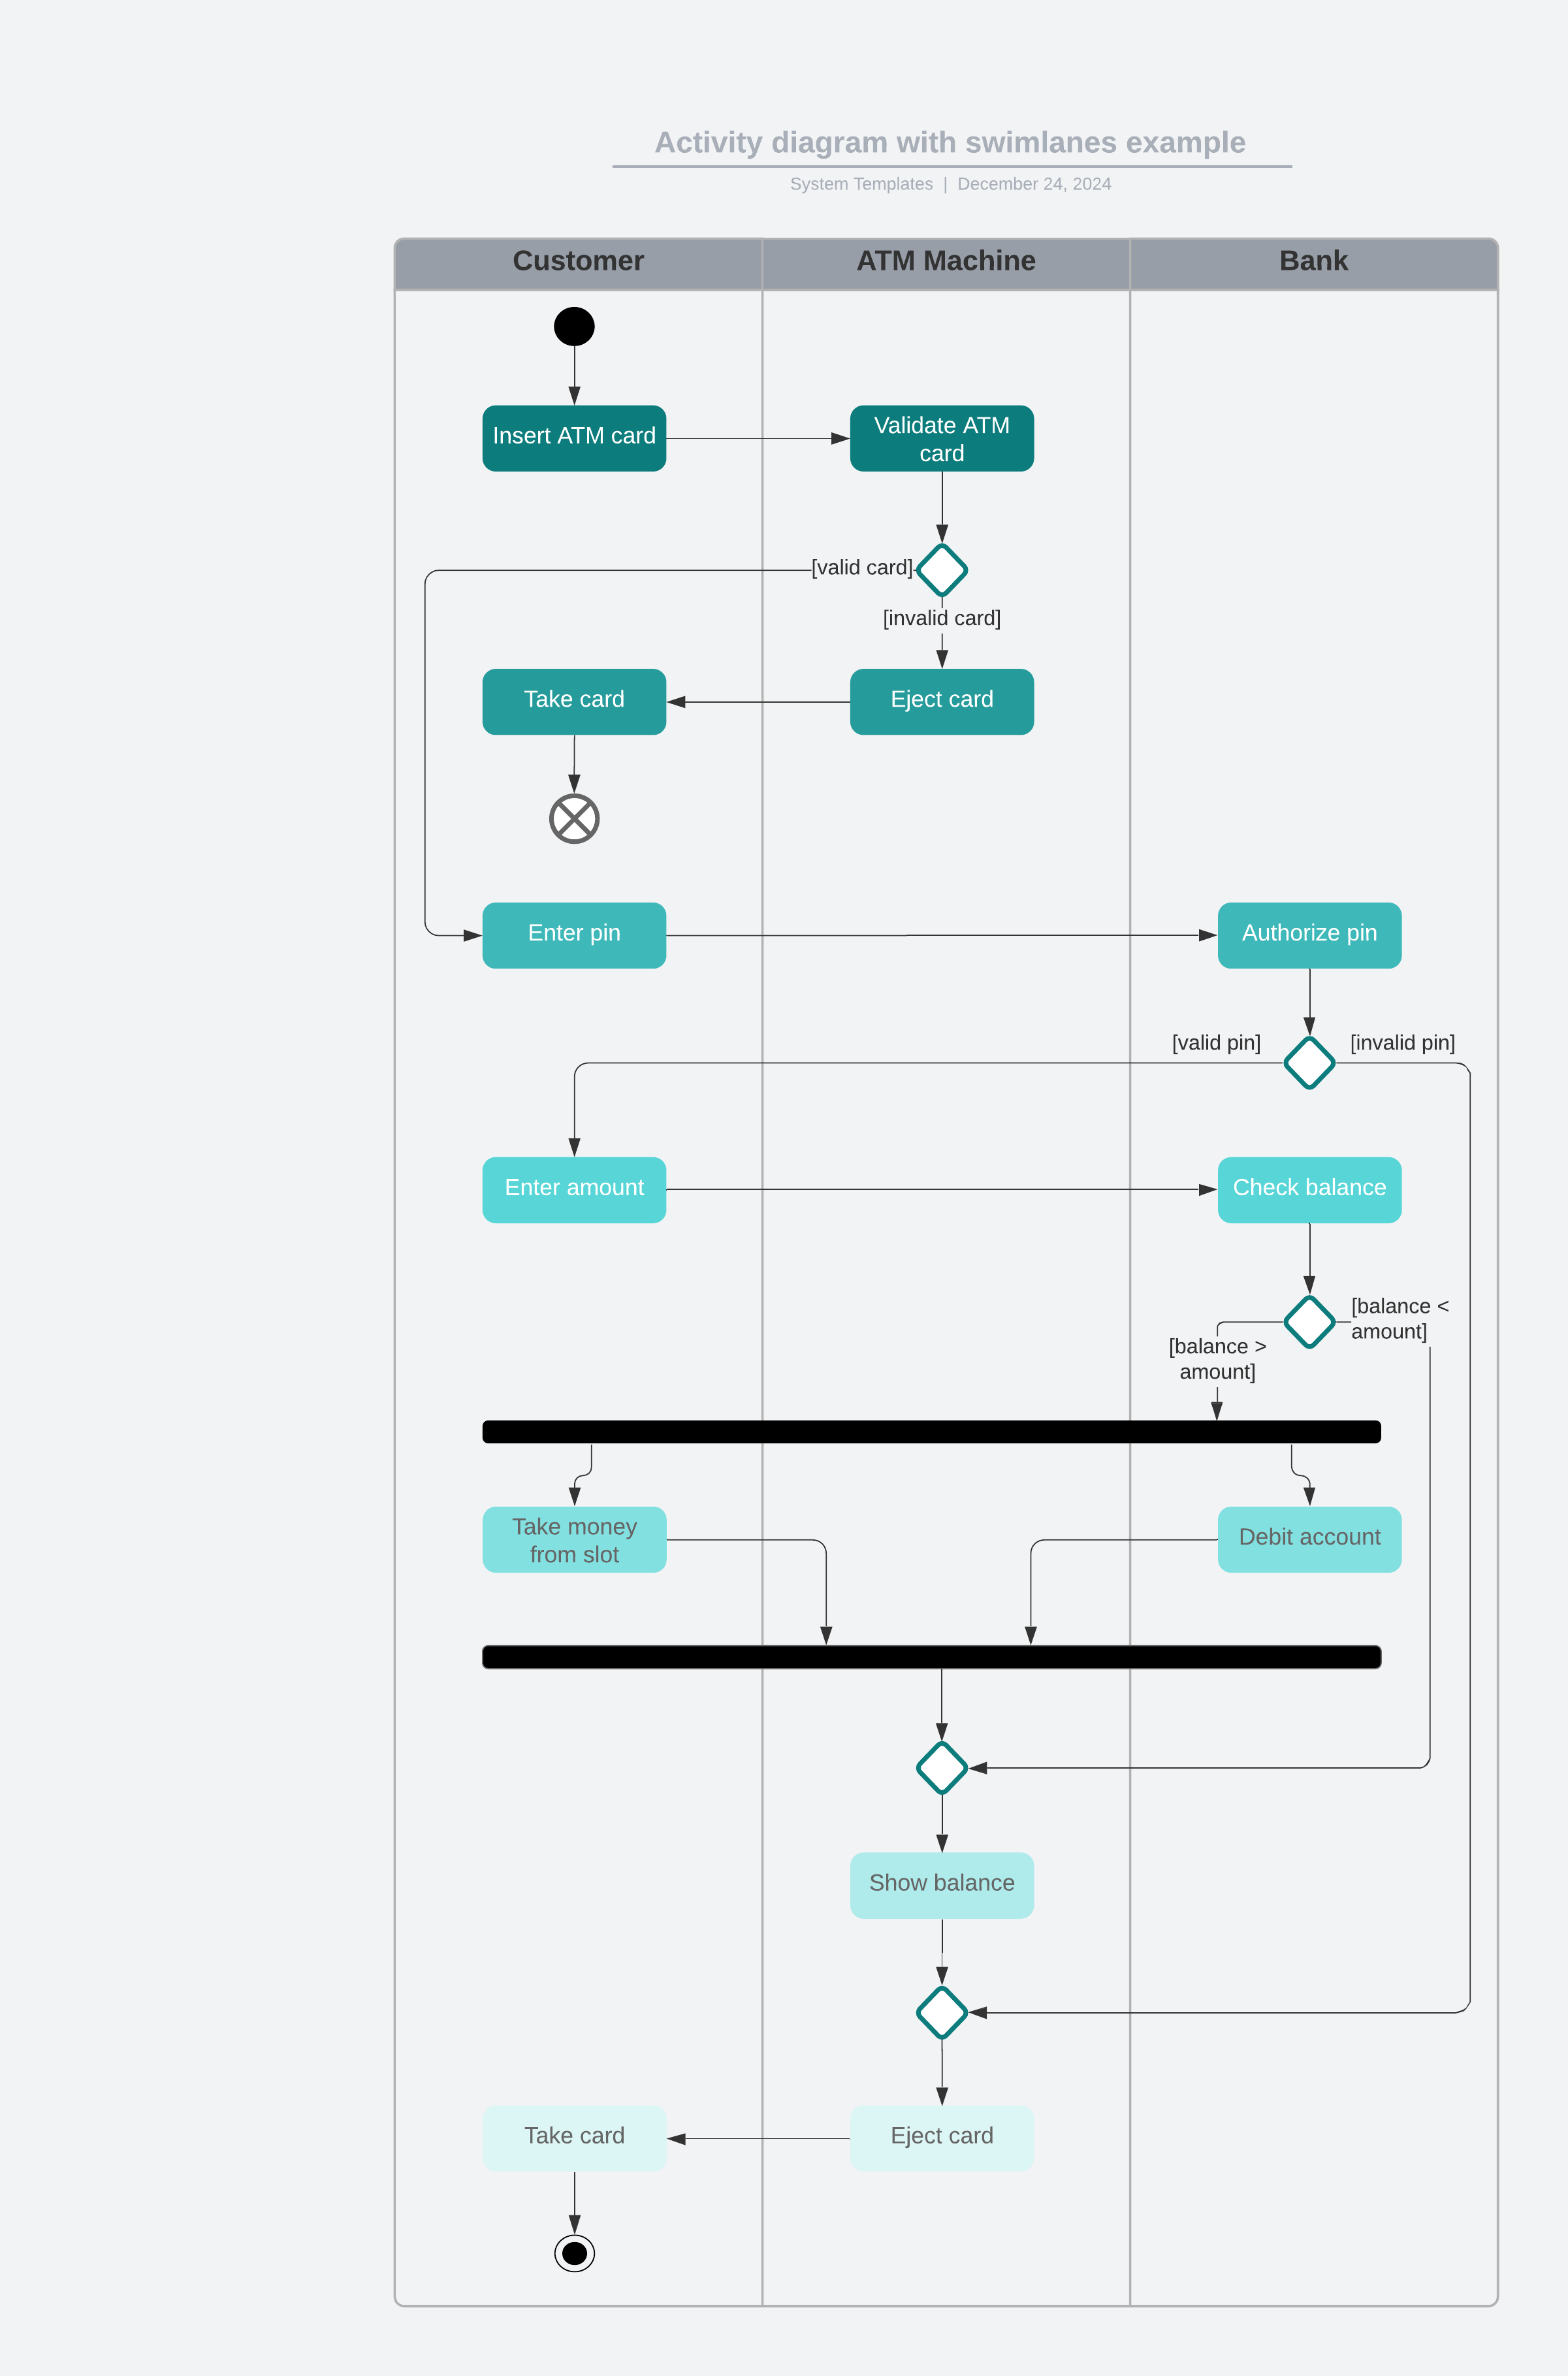 Activity diagram with swimlanes example
System Templates | December 24, 2024
Customer
ATM Machine
Bank
Insert ATM card
Validate ATM
card
[valid card]
[invalid card]
Take card
Eject card
Enter pin
Authorize pin
[valid pin]
[invalid pin]
Enter amount
Check balance
[balance <
amount]
[balance >
amount]
Take money
from slot
Debit account
Show balance
Take card
Eject card